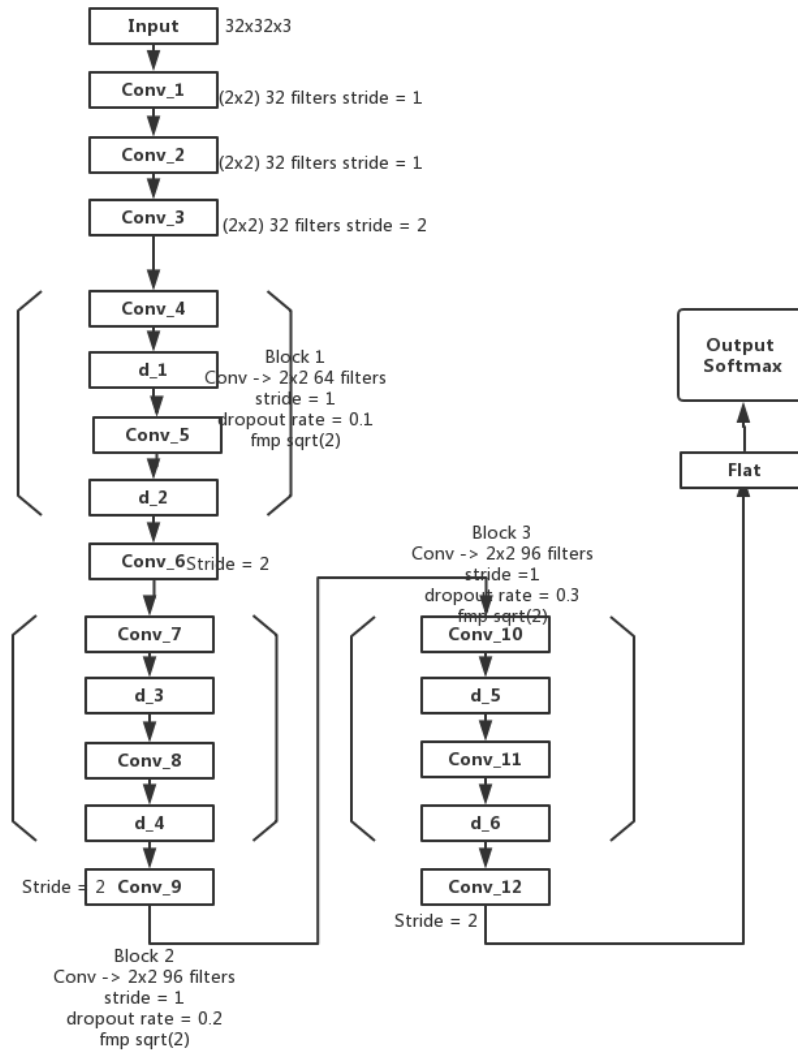 Input
32x32x3
Conv_1
(2x2) 32 filters stride = 1
Conv_2
(2x2) 32 filters stride = 1
Conv_3
(2x2) 32 filters stride = 2
Conv_4
d_1
Conv_5
d_2
Block 1
Conv -> 2x2 64 filters
stride = 1
dropout rate = 0.1
fmp sqrt(2)
Conv_6
Stride = 2
Conv_7
d_3
Conv_8
d_4
Stride = 2
Conv_9
Block 2
Conv -> 2x2 96 filters
stride = 1
dropout rate = 0.2
fmp sqrt(2)
Block 3
Conv -> 2x2 96 filters
stride =1
dropout rate = 0.3
fmp sqrt(2)
Conv_10
d_5
Conv_11
d_6
Conv_12
Stride = 2
Flat
Output
Softmax